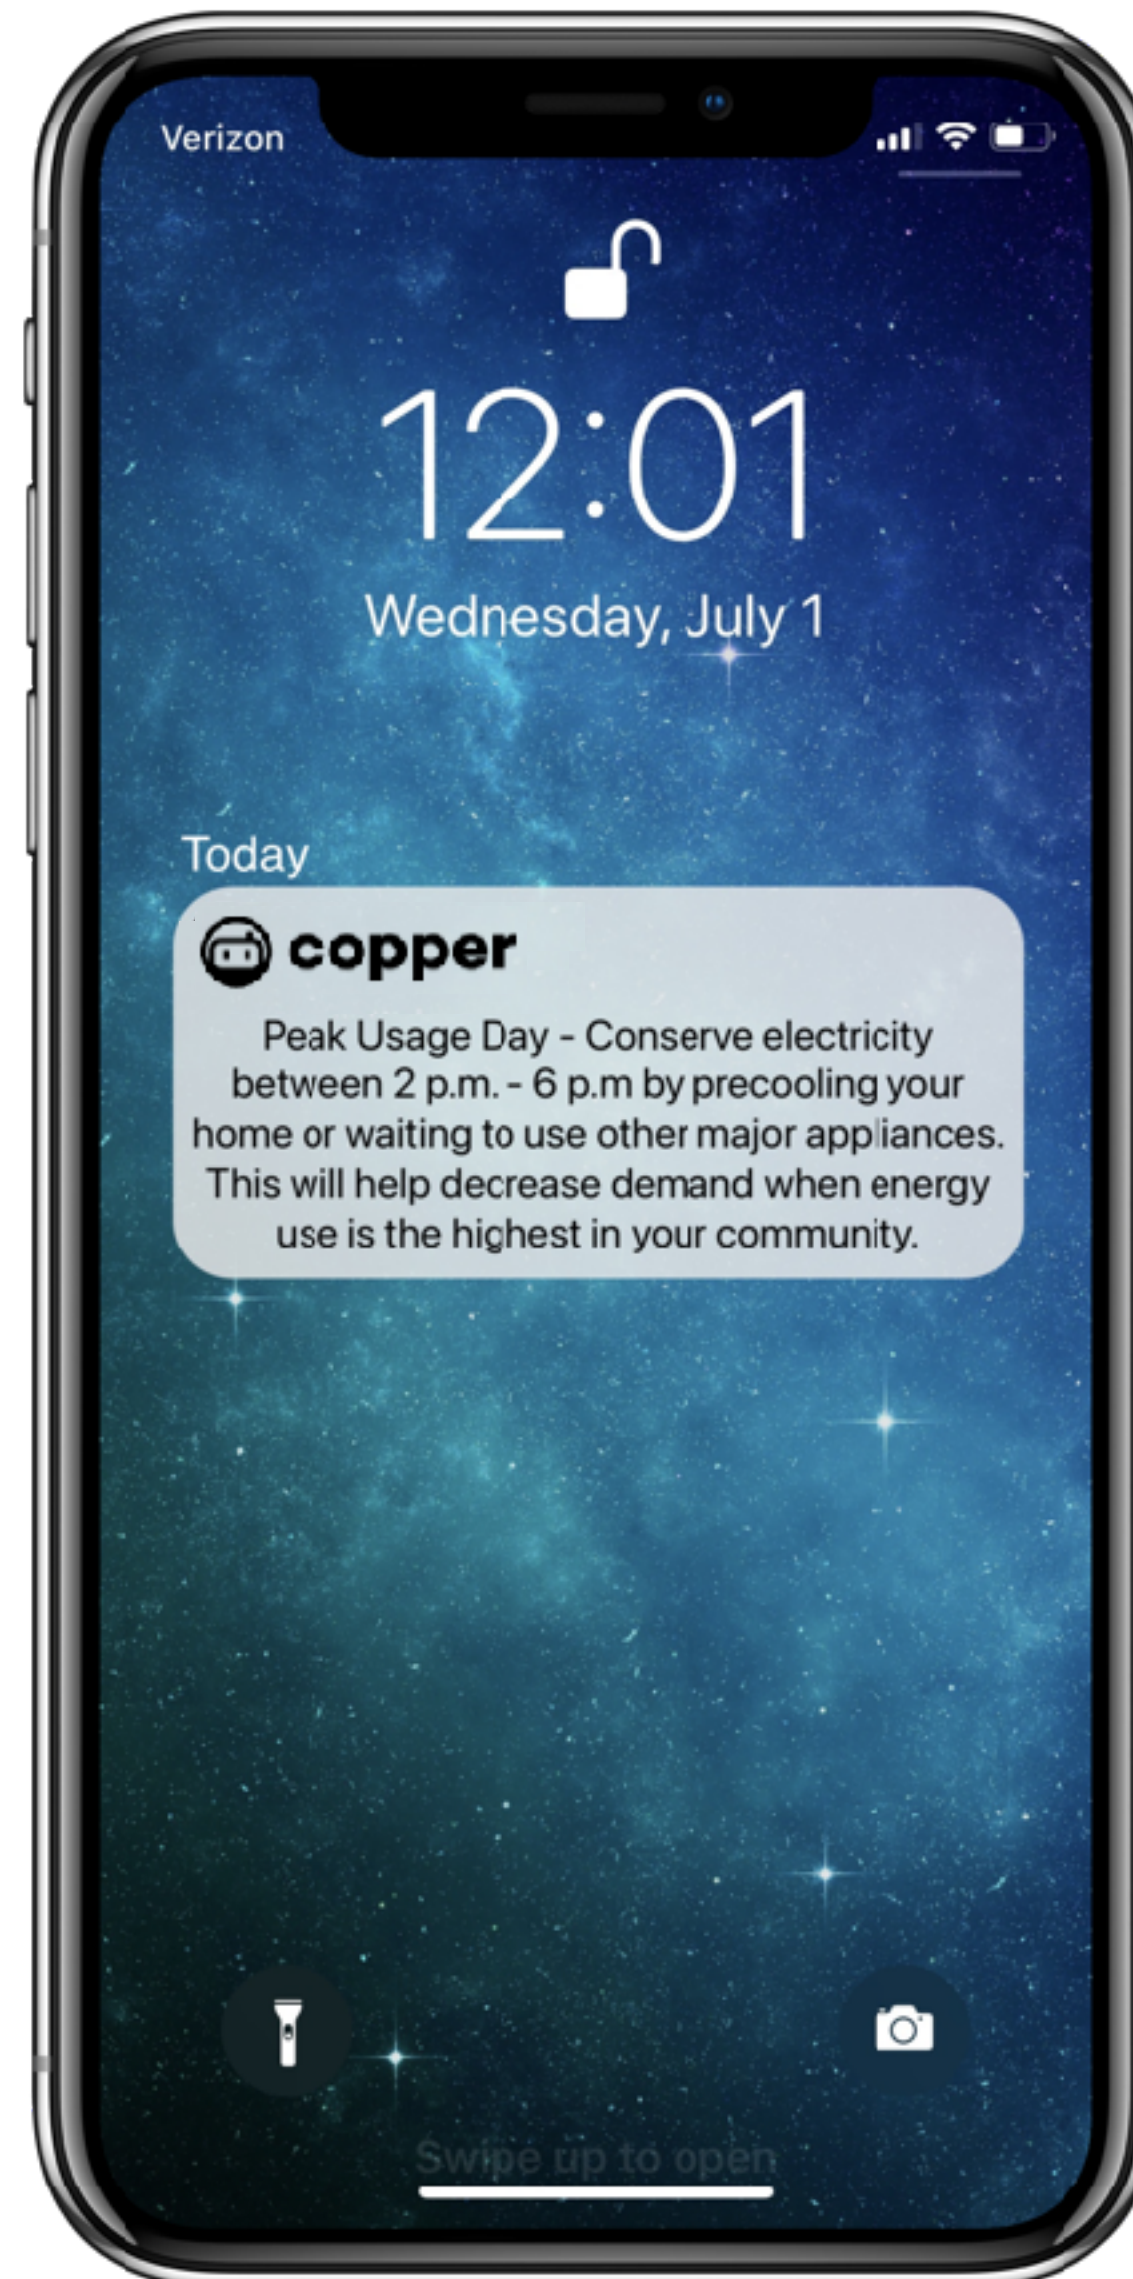 Verizon
12:01
Wednesday, July 1
Today
copper
Peak Usage Day - Conserve electricity
between 2 p.m. - 6 p.m by precooling your
home or waiting to use other major appliances.
This will help decrease demand when energy
use is the highest in your community.
Swipe up to open